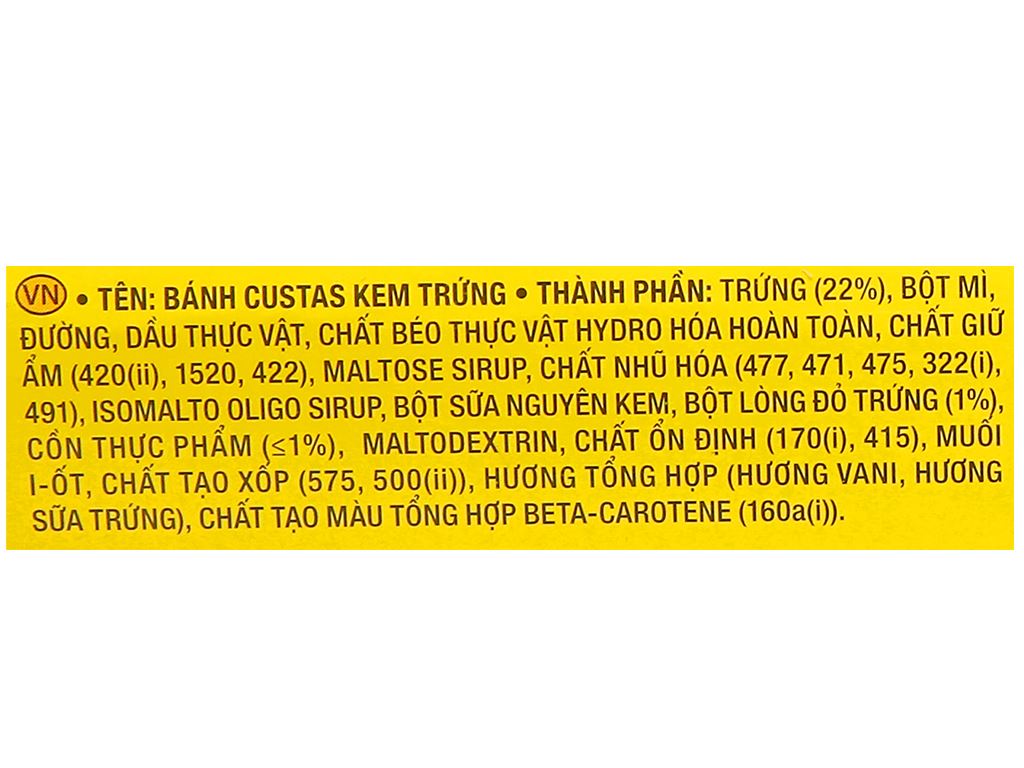 VN • TÊN: BÁNH CUSTAS KEM TRỨNG • THÀNH PHẦN: TRỨNG (22%), BỘT MÌ,
ĐƯỜNG, DẦU THỰC VẬT, CHẤT BÉO THỰC VẬT HYDRO HÓA HOÀN TOÀN, CHẤT GIỮ
ẨM (420(ii), 1520, 422), MALTOSE SIRUP, CHẤT NHŨ HÓA (477, 471, 475, 322(i),
491), ISOMALTO OLIGO SIRUP, BỘT SỮA NGUYÊN KEM, BỘT LÒNG ĐỎ TRỨNG (1%),
CỒN THỰC PHẨM (≤1%), MALTODEXTRIN, CHẤT ỔN ĐỊNH (170(i), 415), MUỐI
I-ỐT, CHẤT TẠO XỐP (575, 500(ii)), HƯƠNG TỔNG HỢP (HƯƠNG VANI, HƯƠNG
SỮA TRỨNG), CHẤT TẠO MÀU TỔNG HỢP BETA-CAROTENE (160a(i)).